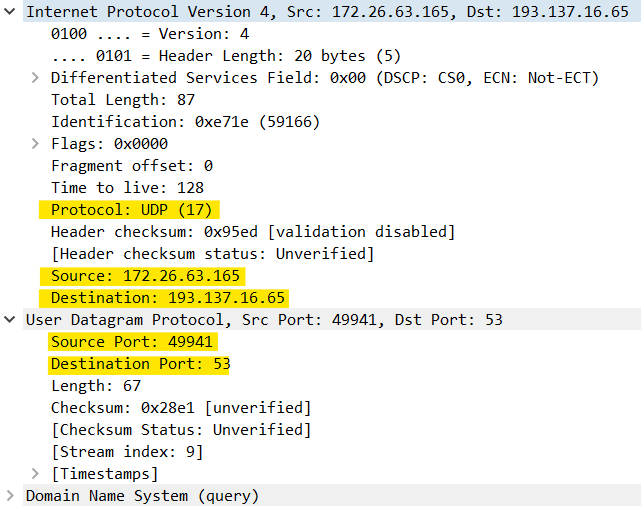 Internet Protocol Version 4, Src: 172.26.63.165, Dst: 193.137.16.65
0100 .... = Version: 4
.... 0101 = Header Length: 20 bytes (5)
Differentiated Services Field: 0x00 (DSCP: CS0, ECN: Not-ECT)
Total Length: 87
Identification: 0xe71e (59166)
Flags: 0x0000
Fragment offset: 0
Time to live: 128
Protocol: UDP (17)
Header checksum: 0x95ed [validation disabled]
[Header checksum status: Unverified]
Source: 172.26.63.165
Destination: 193.137.16.65
User Datagram Protocol, Src Port: 49941, Dst Port: 53
Source Port: 49941
Destination Port: 53
Length: 67
Checksum: 0x28e1 [unverified]
[Checksum Status: Unverified]
[Stream index: 9]
[Timestamps]
Domain Name System (query)